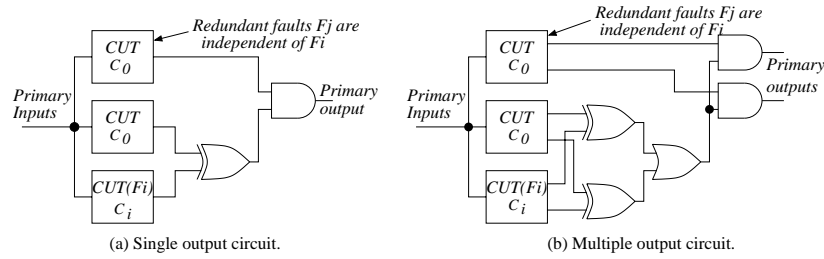 Redundant faults Fj are
independent of Fi
CUT
C0
Primary
Inputs
CUT
C0
CUT(Fi)
Ci
Primary
output
(a) Single output circuit.
Redundant faults Fj are
independent of Fi
CUT
C0
Primary
Inputs
CUT
C0
CUT(Fi)
Ci
Primary
outputs
(b) Multiple output circuit.